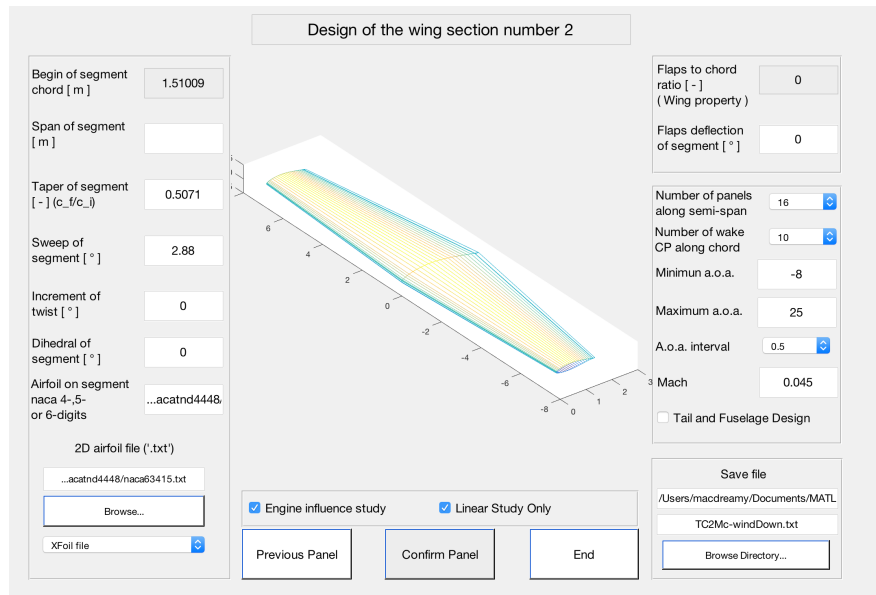 Design of the wing section number 2
Begin of segment
chord [ m ]
1.51009
Span of segment
[ m ]
Taper of segment
[ - ] (c_f/c_i)
0.5071
Sweep of
segment [ ° ]
2.88
Increment of
twist [ ° ]
0
Dihedral of
segment [ ° ]
0
Airfoil on segment
naca 4-,5-
or 6-digits
...acatnd4448/
2D airfoil file ('.txt')
...acatnd4448/naca63415.txt
Browse...
XFoil file
6
4
2
0
-2
-4
-6
-8
0
1
2
3
Engine influence study
Linear Study Only
Previous Panel
Confirm Panel
End
Flaps to chord
ratio [ - ]
( Wing property )
0
Flaps deflection
of segment [ ° ]
0
Number of panels
along semi-span
16
Number of wake
CP along chord
10
Minimun a.o.a.
-8
Maximum a.o.a.
25
A.o.a. interval
0.5
Mach
0.045
Tail and Fuselage Design
Save file
/Users/macdreamy/Documents/MATL
TC2Mc-windDown.txt
Browse Directory...